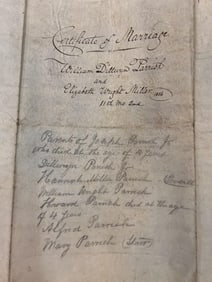 Certificate of Marriage
William Dillwyn Parrish
and
Elizabeth Wright Miller
11th mo 2nd
Parents of Joseph Parrish Jr
who died at the age of
Dillwyn Parrish Jr
Hannah Parrish
William Wright Parrish
Howard Parrish died at the age
of 4 years
Alfred Parrish
Mary Parrish